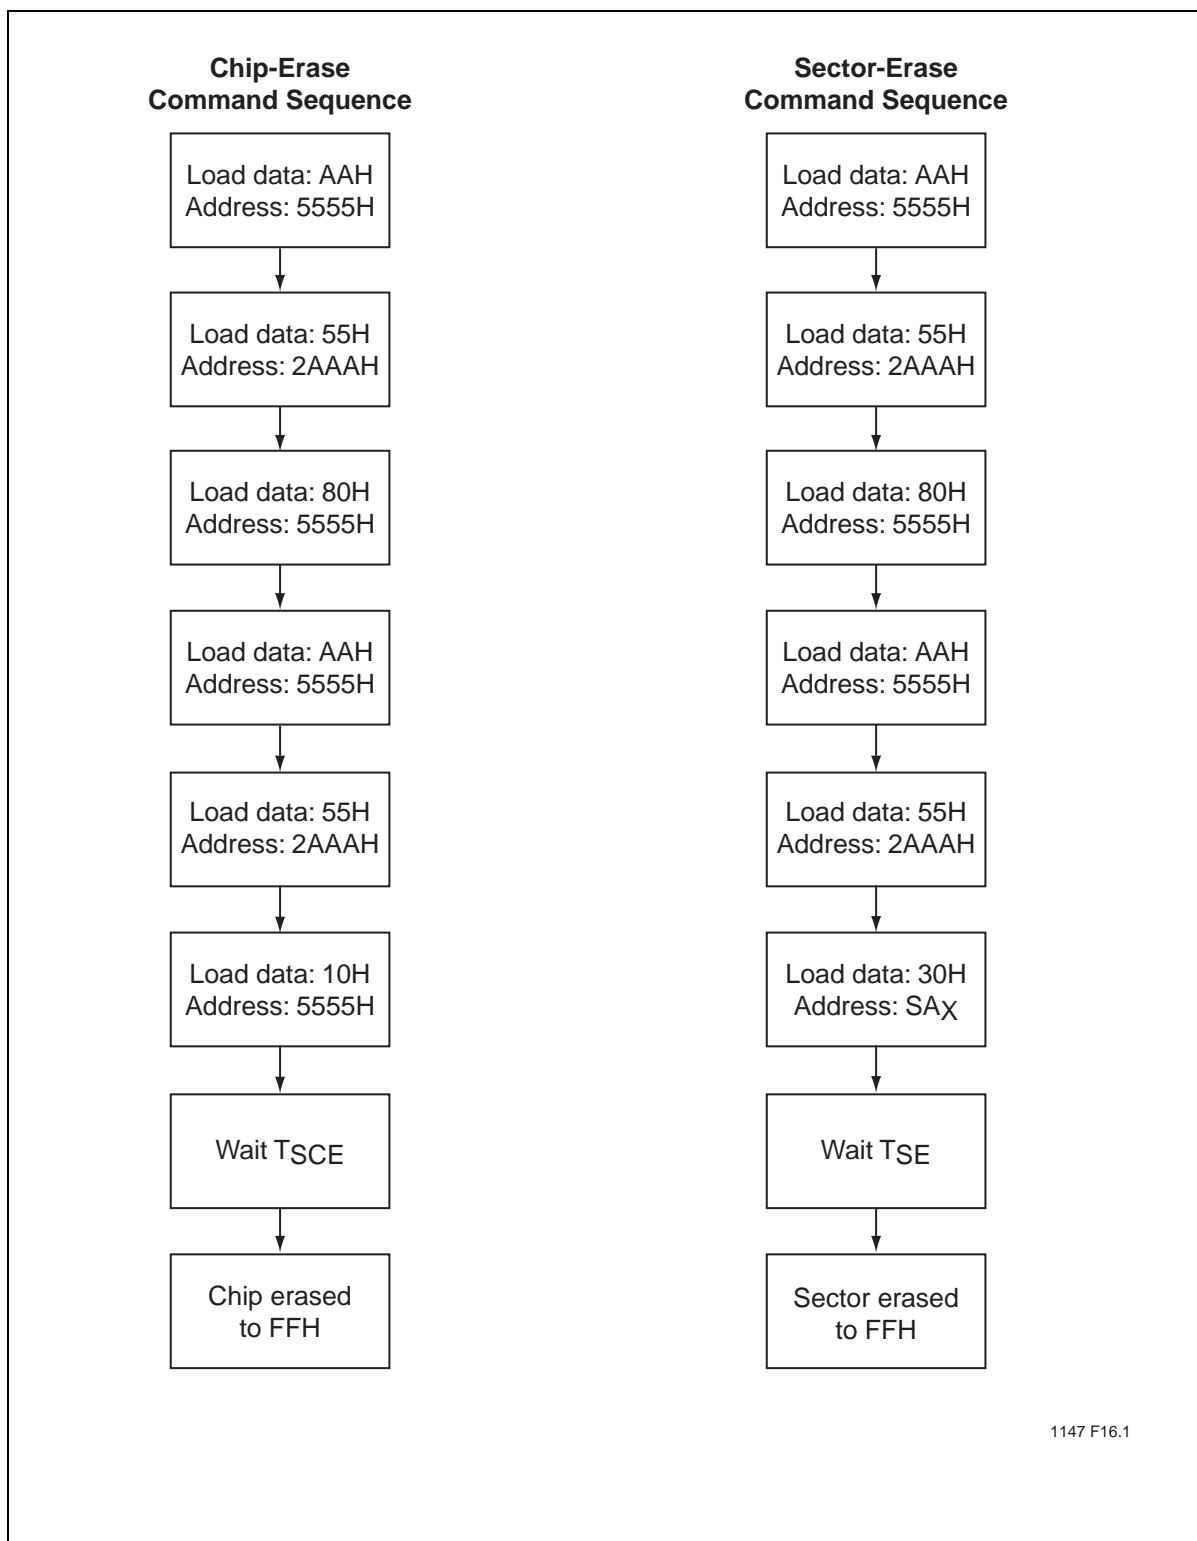 Chip-Erase
Command Sequence
Load data: AAH
Address: 5555H
Load data: 55H
Address: 2AAAH
Load data: 80H
Address: 5555H
Load data: AAH
Address: 5555H
Load data: 55H
Address: 2AAAH
Load data: 10H
Address: 5555H
Wait TSCE
Chip erased
to FFH
Sector-Erase
Command Sequence
Load data: AAH
Address: 5555H
Load data: 55H
Address: 2AAAH
Load data: 80H
Address: 5555H
Load data: AAH
Address: 5555H
Load data: 55H
Address: 2AAAH
Load data: 30H
Address: SAX
Wait TSE
Sector erased
to FFH
1147 F16.1